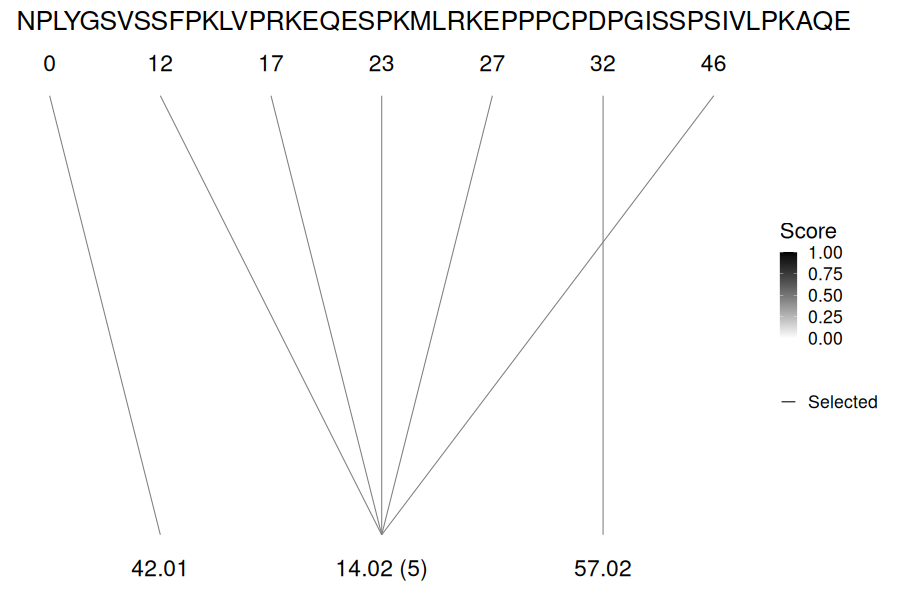 NPLYGSVSSFPKLVPRKEQESPKMLRKEPPPCPDPGISSPSIVLPKAQE
0 12 17 23 27 32 46
Score
1.00
0.75
0.50
0.25
0.00
Selected
42.01 14.02 (5) 57.02